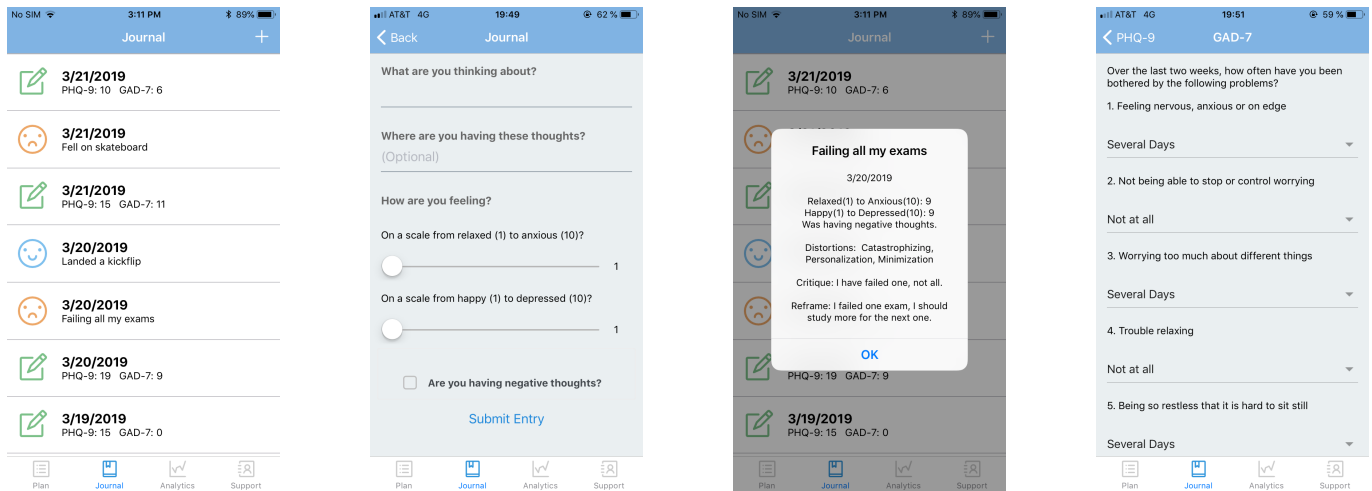 No SIM 3:11 PM 89%
Journal +
3/21/2019
PHQ-9: 10 GAD-7: 6
3/21/2019
Fell on skateboard
3/21/2019
PHQ-9: 15 GAD-7: 11
3/20/2019
Landed a kickflip
3/20/2019
Failing all my exams
3/20/2019
PHQ-9: 19 GAD-7: 9
3/19/2019
PHQ-9: 15 GAD-7: 0
Plan Journal Analytics Support
AT&T 4G 19:49 62 %
Back Journal
What are you thinking about?
Where are you having these thoughts?
(Optional)
How are you feeling?
On a scale from relaxed (1) to anxious (10)?
1
On a scale from happy (1) to depressed (10)?
1
Are you having negative thoughts?
Submit Entry
Plan Journal Analytics Support
No SIM 3:11 PM 89%
Journal +
3/21/2019
PHQ-9: 10 GAD-7: 6
Failing all my exams
3/20/2019
Relaxed(1) to Anxious(10): 9
Happy(1) to Depressed(10): 9
Was having negative thoughts.
Distortions: Catastrophizing,
Personalization, Minimization
Critique: I have failed one, not all.
Reframe: I failed one exam, I should
study more for the next one.
OK
PHQ-9: 19 GAD-7: 9
3/19/2019
PHQ-9: 15 GAD-7: 0
Plan Journal Analytics Support
AT&T 4G 19:51 59 %
PHQ-9 GAD-7
Over the last two weeks, how often have you been
bothered by the following problems?
1. Feeling nervous, anxious or on edge
Several Days
2. Not being able to stop or control worrying
Not at all
3. Worrying too much about different things
Several Days
4. Trouble relaxing
Not at all
5. Being so restless that it is hard to sit still
Several Days
Plan Journal Analytics Support